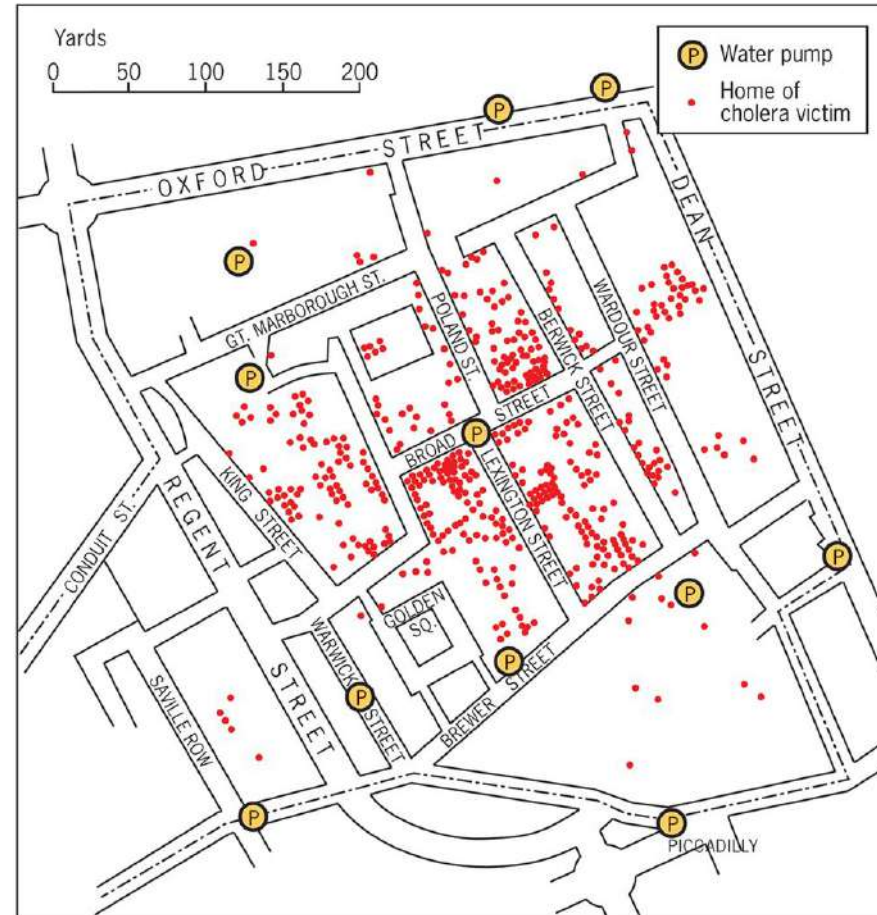 Yards
0 50 100 150 200
P Water pump
Home of
cholera victim
P
P
OXFORD STREET
DEAN STREET
P
GT. MARBOROUGH ST.
POLAND ST.
BERWICK STREET
WARDOUR STREET
P
BROAD STREET
P
KING STREET
LEXINGTON STREET
CONDUIT ST.
REGENT STREET
GOLDEN
SQ.
P
P
WARWICK STREET
P
P
BREWER STREET
SAVILLE ROW
P
P
PICCADILLY